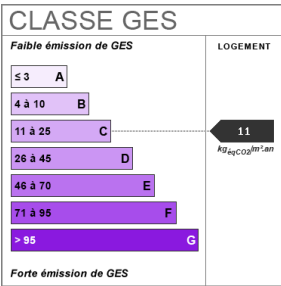 CLASSE GES
Faible émission de GES
LOGEMENT
≤ 3 A
4 à 10 B
11 à 25 C
11
kgéqCO2/m².an
26 à 45 D
46 à 70 E
71 à 95 F
> 95 G
Forte émission de GES